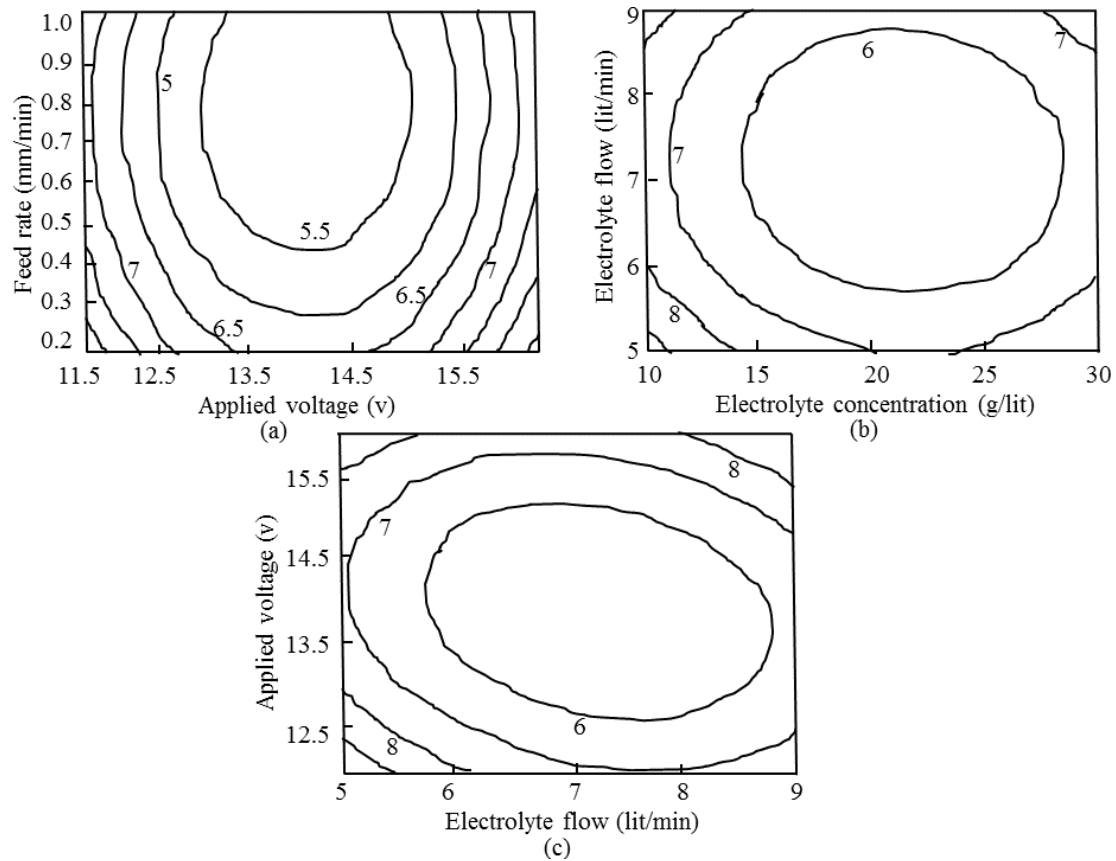 1.0
0.9
0.8
0.7
0.6
0.5
0.4
0.3
0.2
Feed rate (mm/min)
5
5.5
7
6.5
6.5
7
11.5 12.5 13.5 14.5 15.5
Applied voltage (v)
(a)
9
8
7
6
5
Electrolyte flow (lit/min)
6
7
7
8
10 15 20 25 30
Electrolyte concentration (g/lit)
(b)
15.5
14.5
13.5
12.5
Applied voltage (v)
8
7
6
8
5 6 7 8 9
Electrolyte flow (lit/min)
(c)